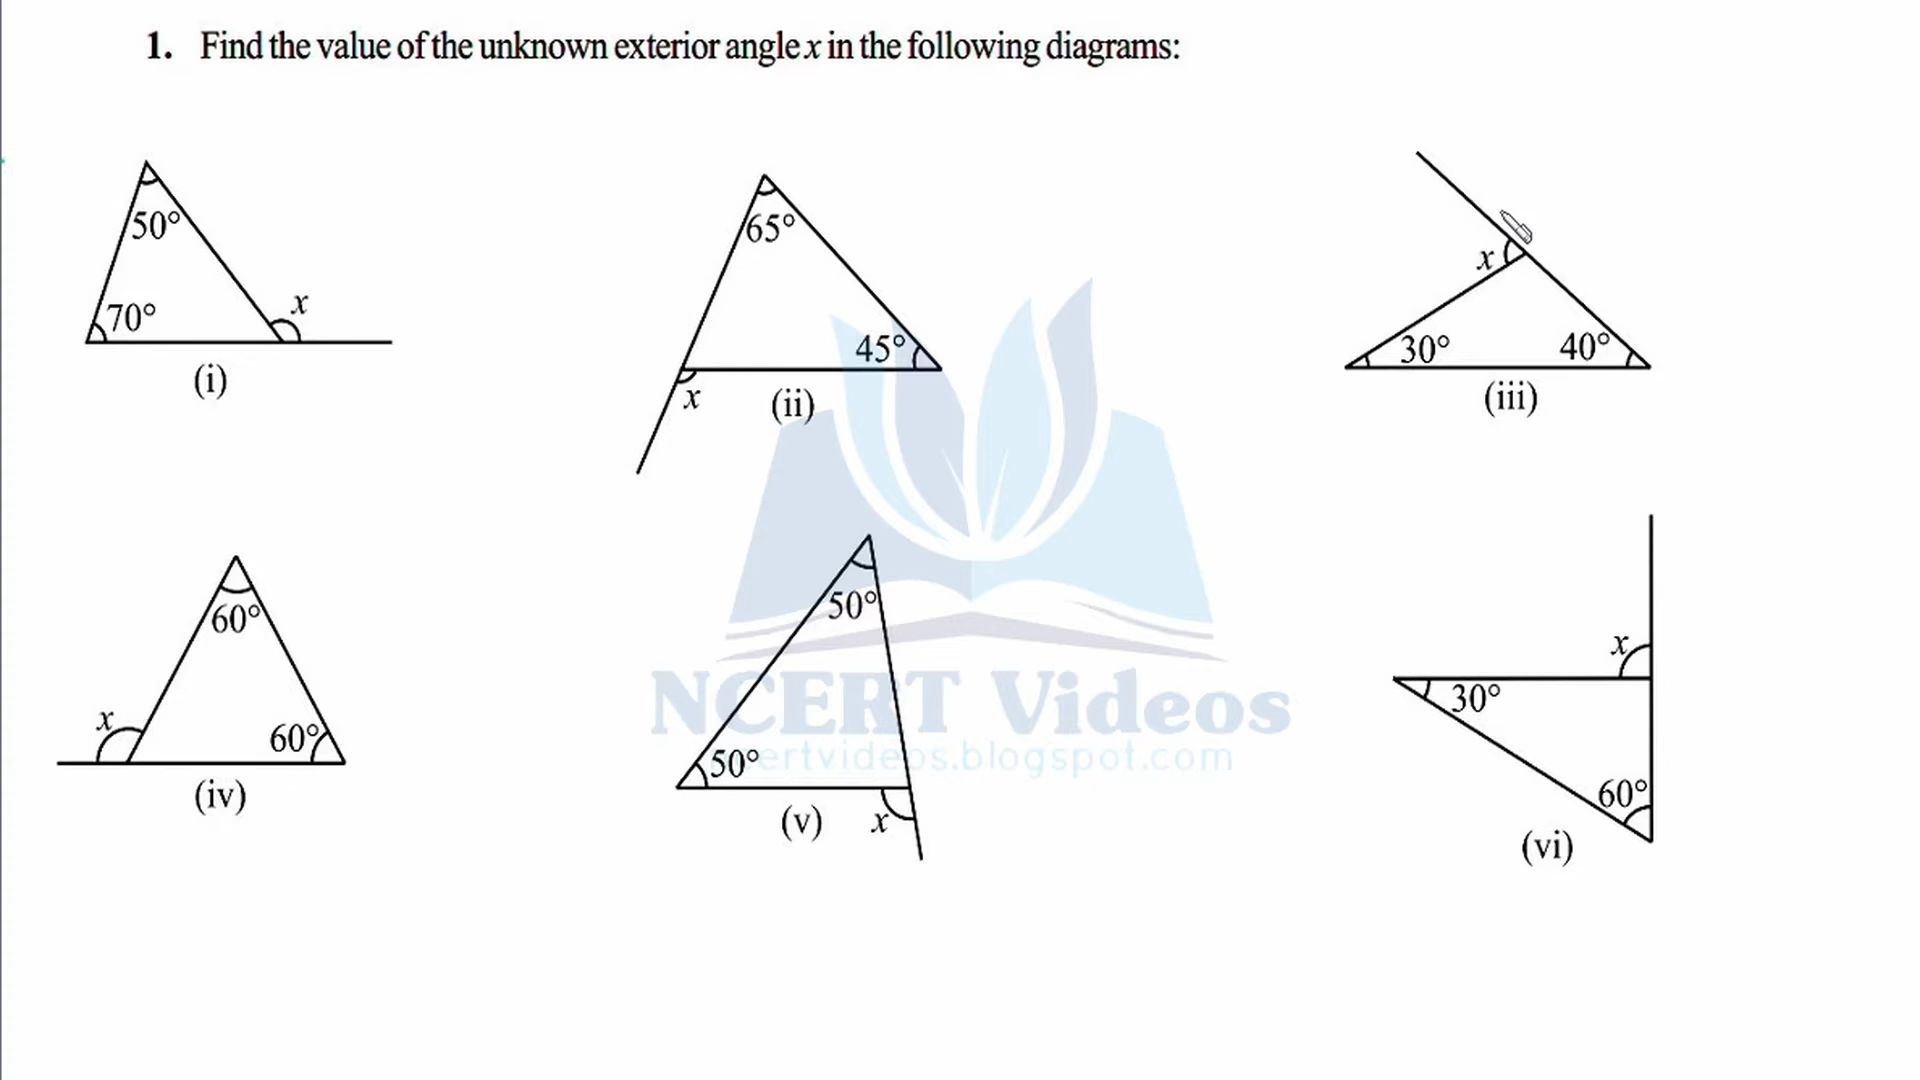 1. Find the value of the unknown exterior angle x in the following diagrams:
50°
70°
x
(i)
65°
45°
x
(ii)
x
30°
40°
(iii)
60°
x
60°
(iv)
50°
50°
x
(v)
x
30°
60°
(vi)
NCERT Videos
ertvideos.blogspot.com